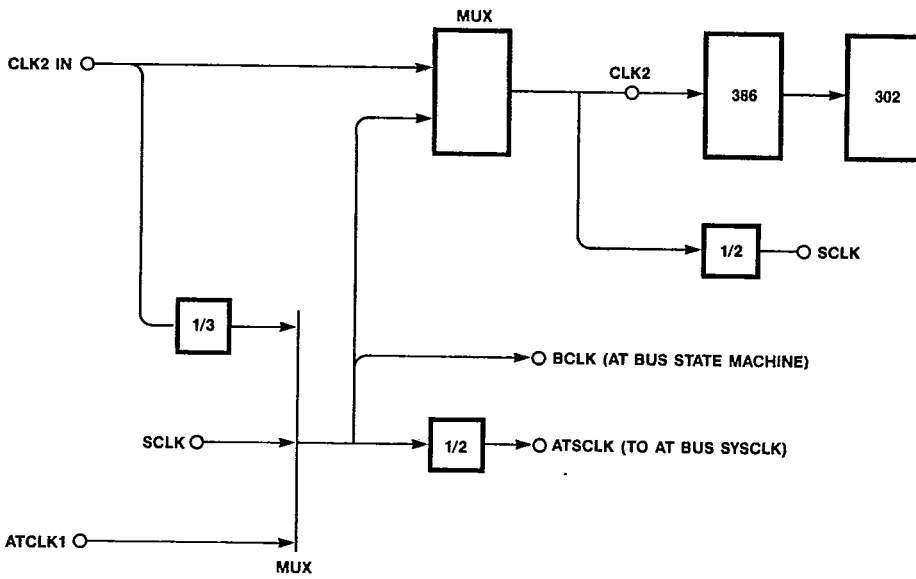 MUX
CLK2 IN
CLK2
386
302
1/2
SCLK
1/3
BCLK (AT BUS STATE MACHINE)
SCLK
1/2
ATSCLK (TO AT BUS SYSCLK)
ATCLK1
MUX